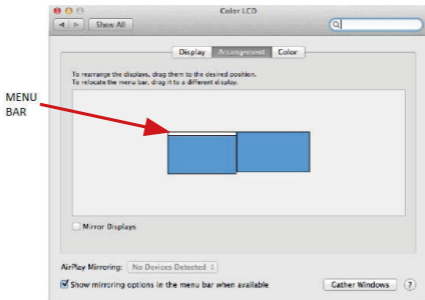 Color LCD
Show All
Display Arrangement Color
To rearrange the displays, drag them to the desired position.
To relocate the menu bar, drag it to a different display.
MENU
BAR
Mirror Displays
AirPlay Mirroring: No Devices Detected
Show mirroring options in the menu bar when available
Gather Windows ?